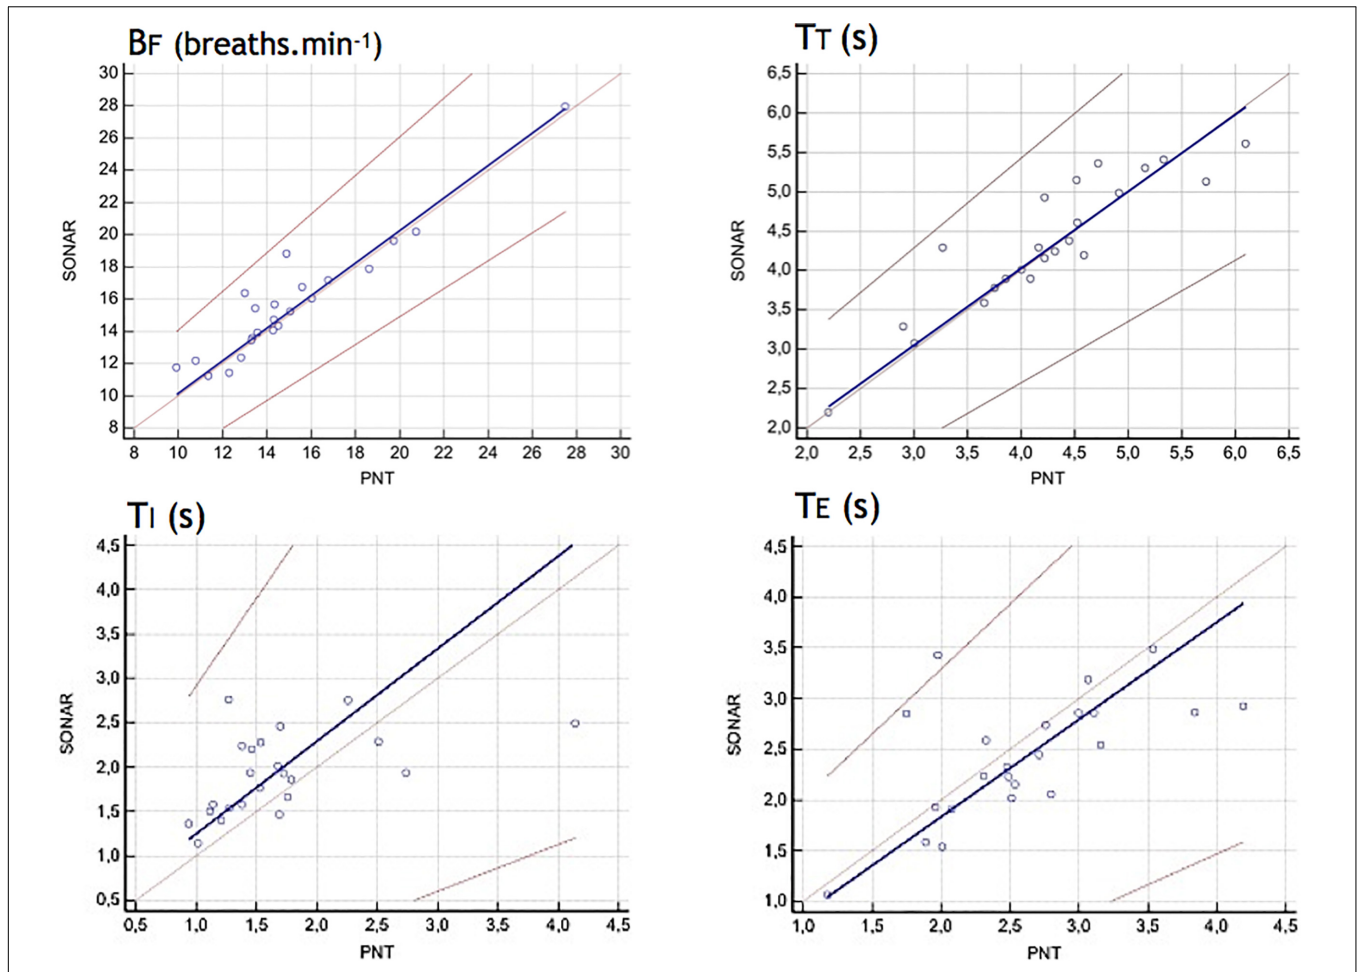 BF (breaths.min-1)
30
28
26
24
22
20
18
16
14
12
10
8
SONAR
8 10 12 14 16 18 20 22 24 26 28 30
PNT
TT (s)
6,5
6,0
5,5
5,0
4,5
4,0
3,5
3,0
2,5
2,0
SONAR
2,0 2,5 3,0 3,5 4,0 4,5 5,0 5,5 6,0 6,5
PNT
TI (s)
4,5
4,0
3,5
3,0
2,5
2,0
1,5
1,0
0,5
SONAR
0,5 1,0 1,5 2,0 2,5 3,0 3,5 4,0 4,5
PNT
TE (s)
4,5
4,0
3,5
3,0
2,5
2,0
1,5
1,0
SONAR
1,0 1,5 2,0 2,5 3,0 3,5 4,0 4,5
PNT